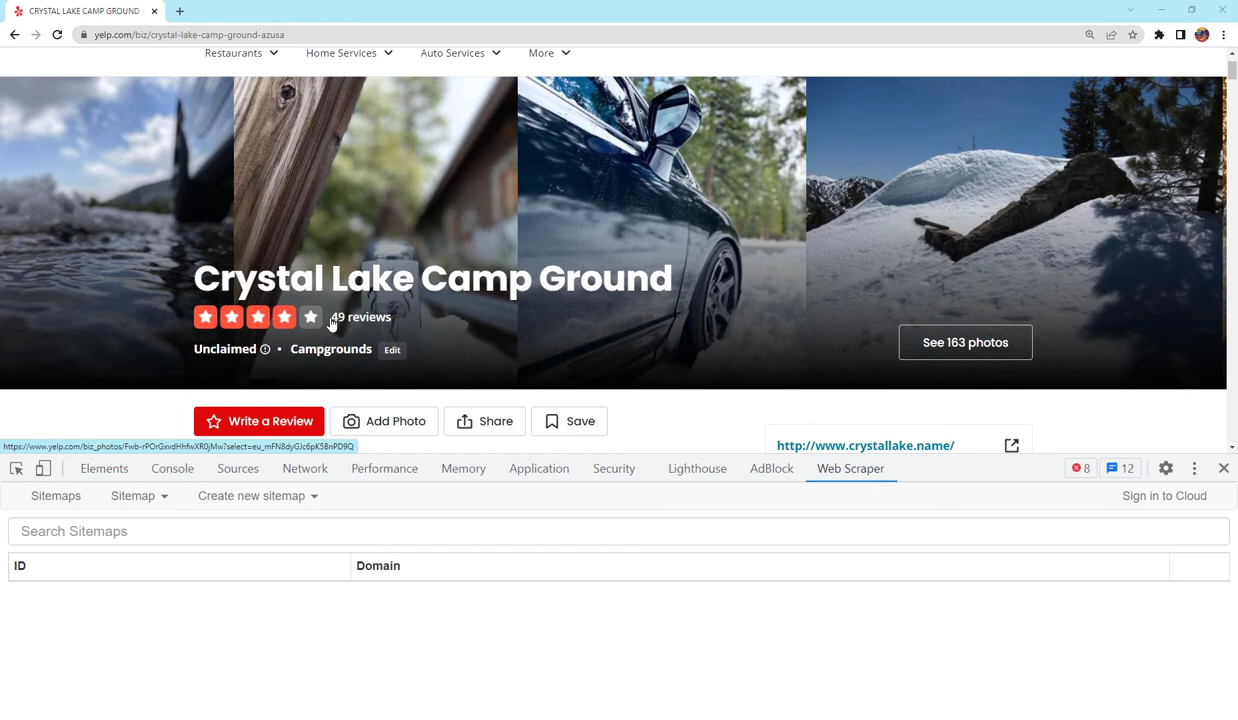 CRYSTAL LAKE CAMP GROUND
yelp.com/biz/crystal-lake-camp-ground-azusa
Restaurants Home Services Auto Services More
Crystal Lake Camp Ground
49 reviews
Unclaimed • Campgrounds Edit
See 163 photos
Write a Review Add Photo Share Save
http://www.crystallake.name/
https://www.yelp.com/biz_photos/Fwb-rPOrGxvdHhfwXR0jMw?select=eu_mFN8dyGJc6pK5BnPD9Q
Elements Console Sources Network Performance Memory Application Security Lighthouse AdBlock Web Scraper 8 12
Sitemaps Sitemap Create new sitemap Sign in to Cloud
Search Sitemaps
ID Domain